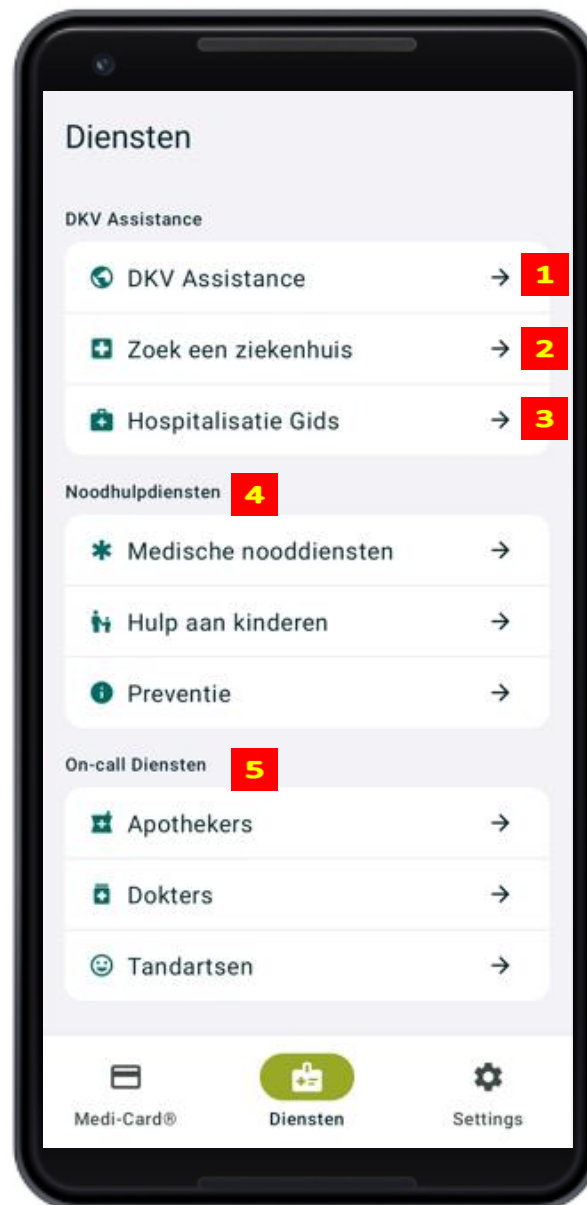 Diensten
DKV Assistance
DKV Assistance → 1
Zoek een ziekenhuis → 2
Hospitalisatie Gids → 3
Noodhulpdiensten 4
Medische nooddiensten →
Hulp aan kinderen →
Preventie →
On-call Diensten 5
Apothekers →
Dokters →
Tandartsen →
Medi-Card® Diensten Settings